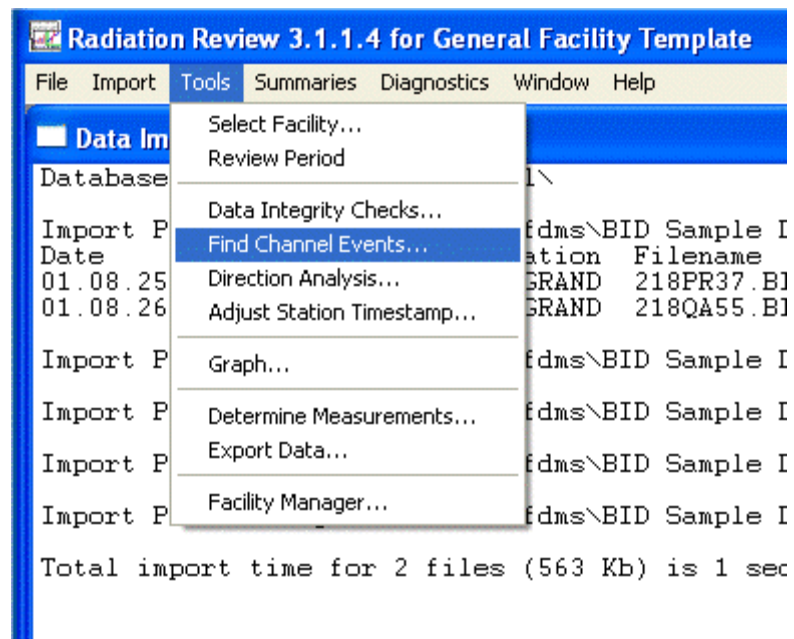 Radiation Review 3.1.1.4 for General Facility Template
File Import Tools Summaries Diagnostics Window Help
Data Im
Select Facility...
Review Period
Data Integrity Checks...
Find Channel Events...
Direction Analysis...
Adjust Station Timestamp...
Graph...
Determine Measurements...
Export Data...
Facility Manager...
Database l\
Import P fdms\BID Sample D
Date ation Filename
01.08.25 GRAND 218PR37.BI
01.08.26 GRAND 218QA55.BI
Import P fdms\BID Sample D
Import P fdms\BID Sample D
Import P fdms\BID Sample D
Import P fdms\BID Sample D
Total import time for 2 files (563 Kb) is 1 sec